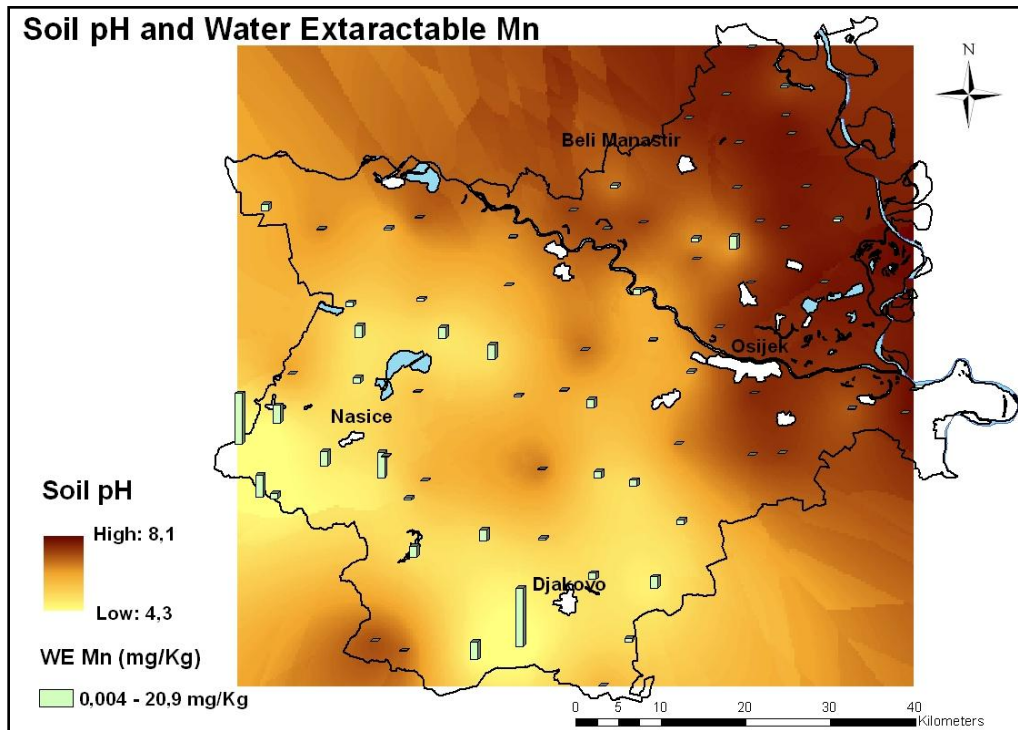 Soil pH and Water Extaractable Mn
N
Beli Manastir
Osijek
Nasice
Soil pH
High: 8,1
Low: 4,3
Djakovo
WE Mn (mg/Kg)
0,004 - 20,9 mg/Kg
0 5 10 20 30 40
Kilometers